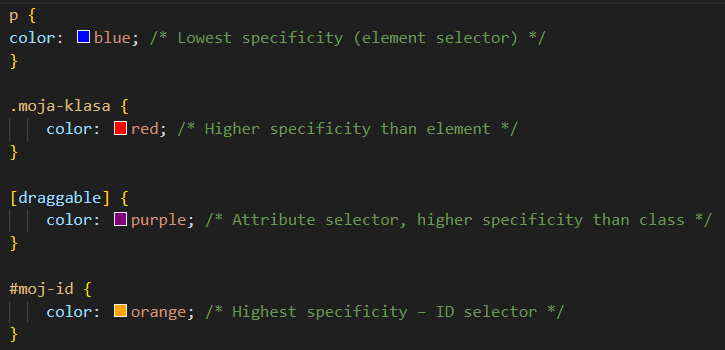 p {
color: blue; /* Lowest specificity (element selector) */
}
.moja-klasa {
color: red; /* Higher specificity than element */
}
[draggable] {
color: purple; /* Attribute selector, higher specificity than class */
}
#moj-id {
color: orange; /* Highest specificity – ID selector */
}